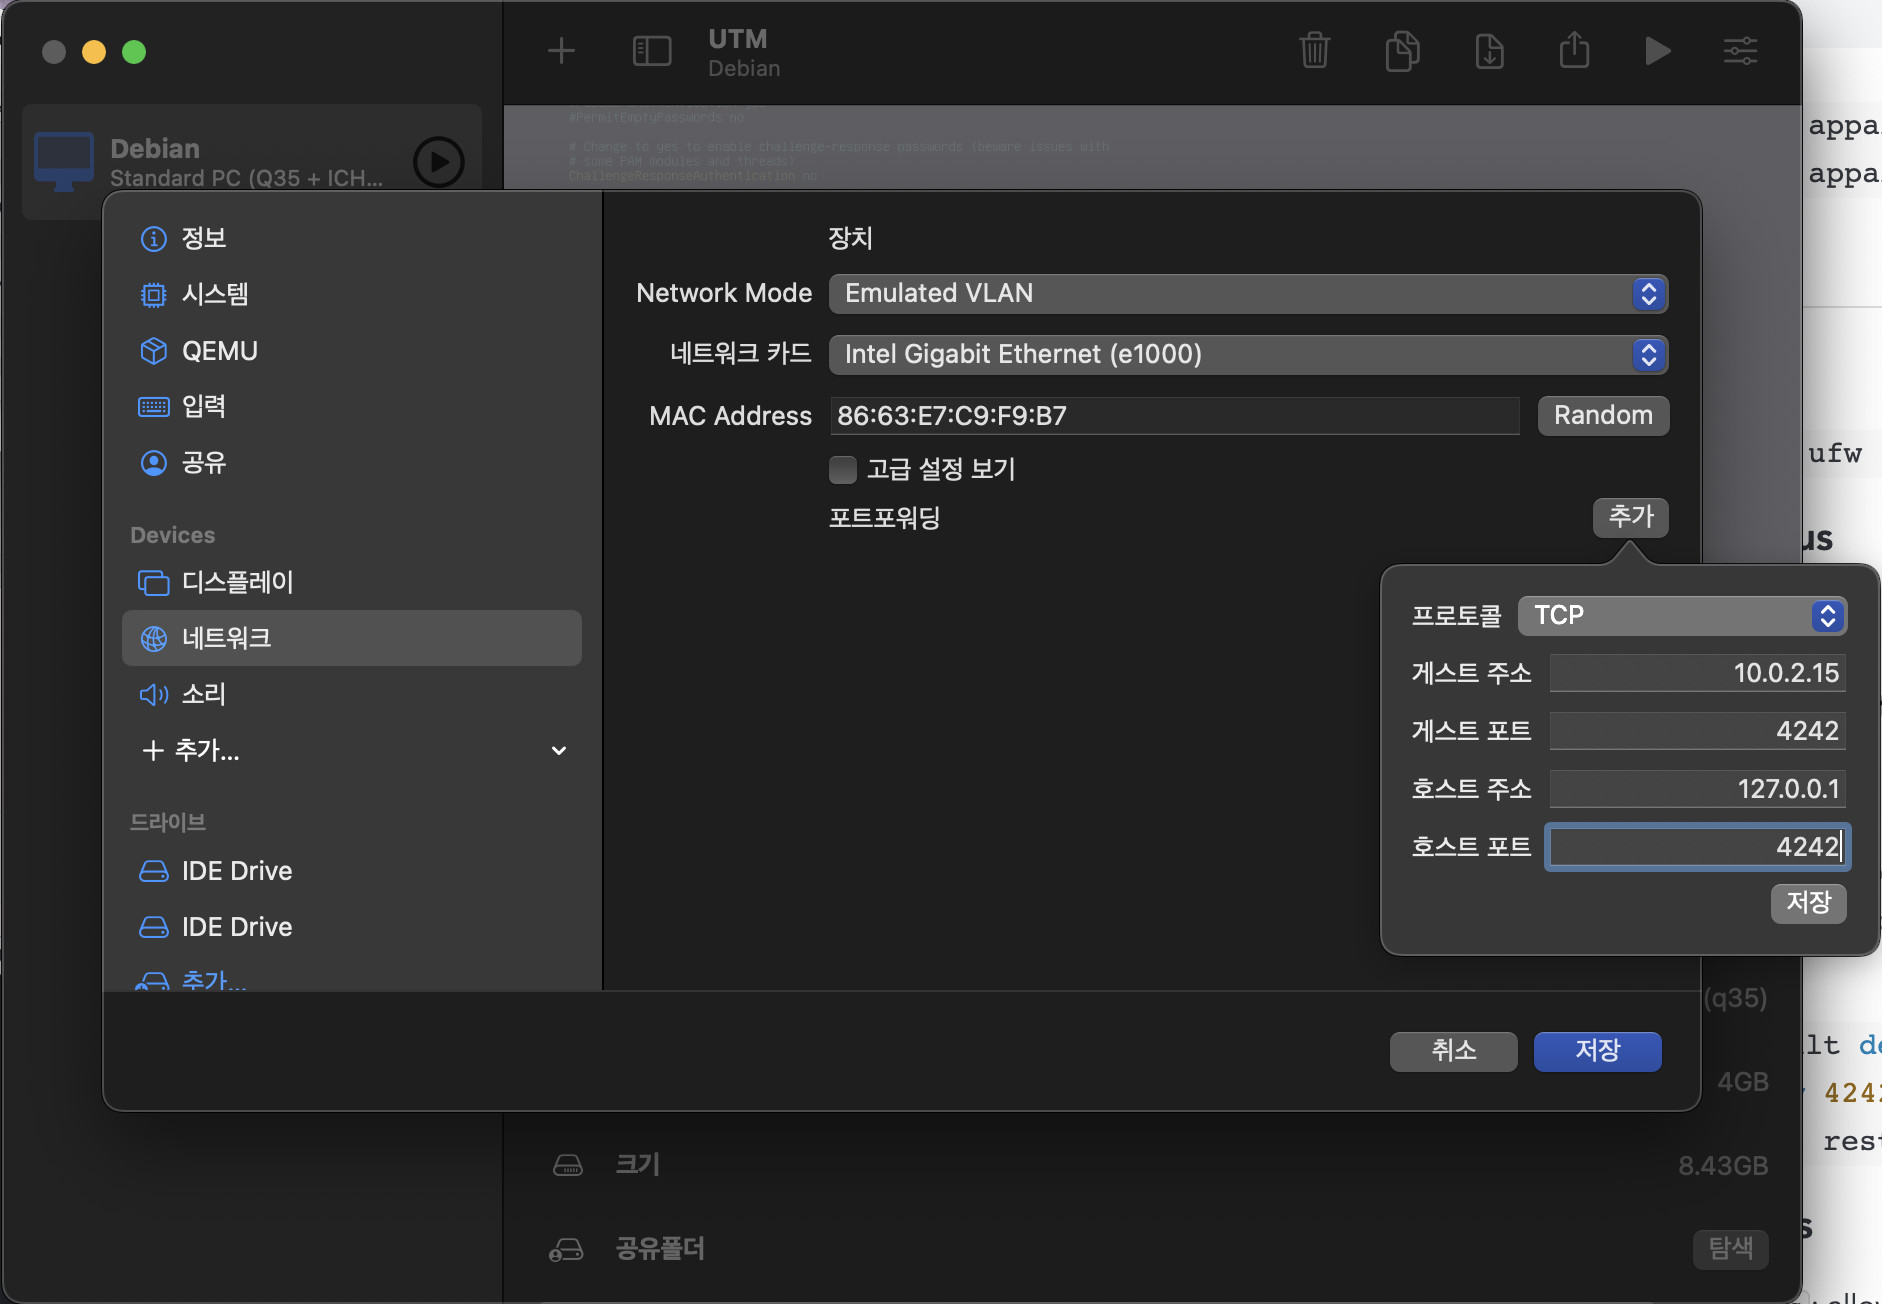 UTM
Debian
Debian
Standard PC (Q35 + ICH...
#PermitEmptyPasswords no
# Change to yes to enable challenge-response passwords (beware issues with
# some PAM modules and threads)
ChallengeResponseAuthentication no
정보
시스템
QEMU
입력
공유
Devices
디스플레이
네트워크
소리
추가...
드라이브
IDE Drive
IDE Drive
추가...
장치
Network Mode
Emulated VLAN
네트워크 카드
Intel Gigabit Ethernet (e1000)
MAC Address
86:63:E7:C9:F9:B7
Random
고급 설정 보기
포트포워딩
추가
프로토콜
TCP
게스트 주소
10.0.2.15
게스트 포트
4242
호스트 주소
127.0.0.1
호스트 포트
4242
저장
취소
저장
(q35)
4GB
크기
8.43GB
공유폴더
탐색
appa
appa
ufw
us
lt de
424
rest
s